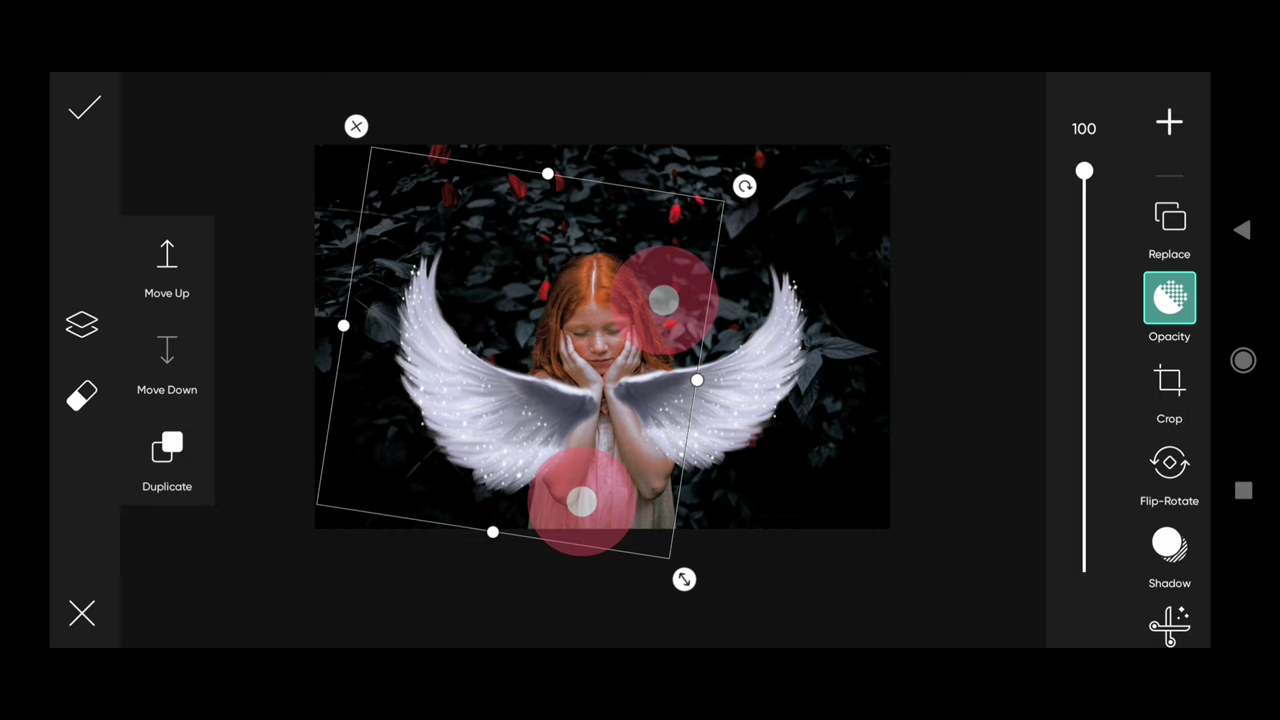 100
Move Up
Move Down
Duplicate
Replace
Opacity
Crop
Flip-Rotate
Shadow